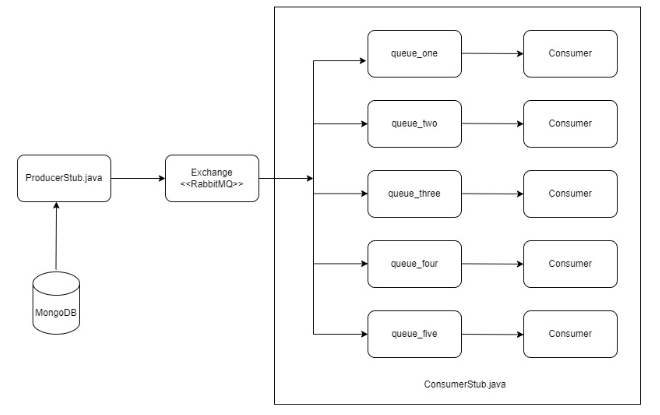 queue_one
Consumer
queue_two
Consumer
ProducerStub.java
Exchange
<<RabbitMQ>>
queue_three
Consumer
queue_four
Consumer
MongoDB
queue_five
Consumer
ConsumerStub.java